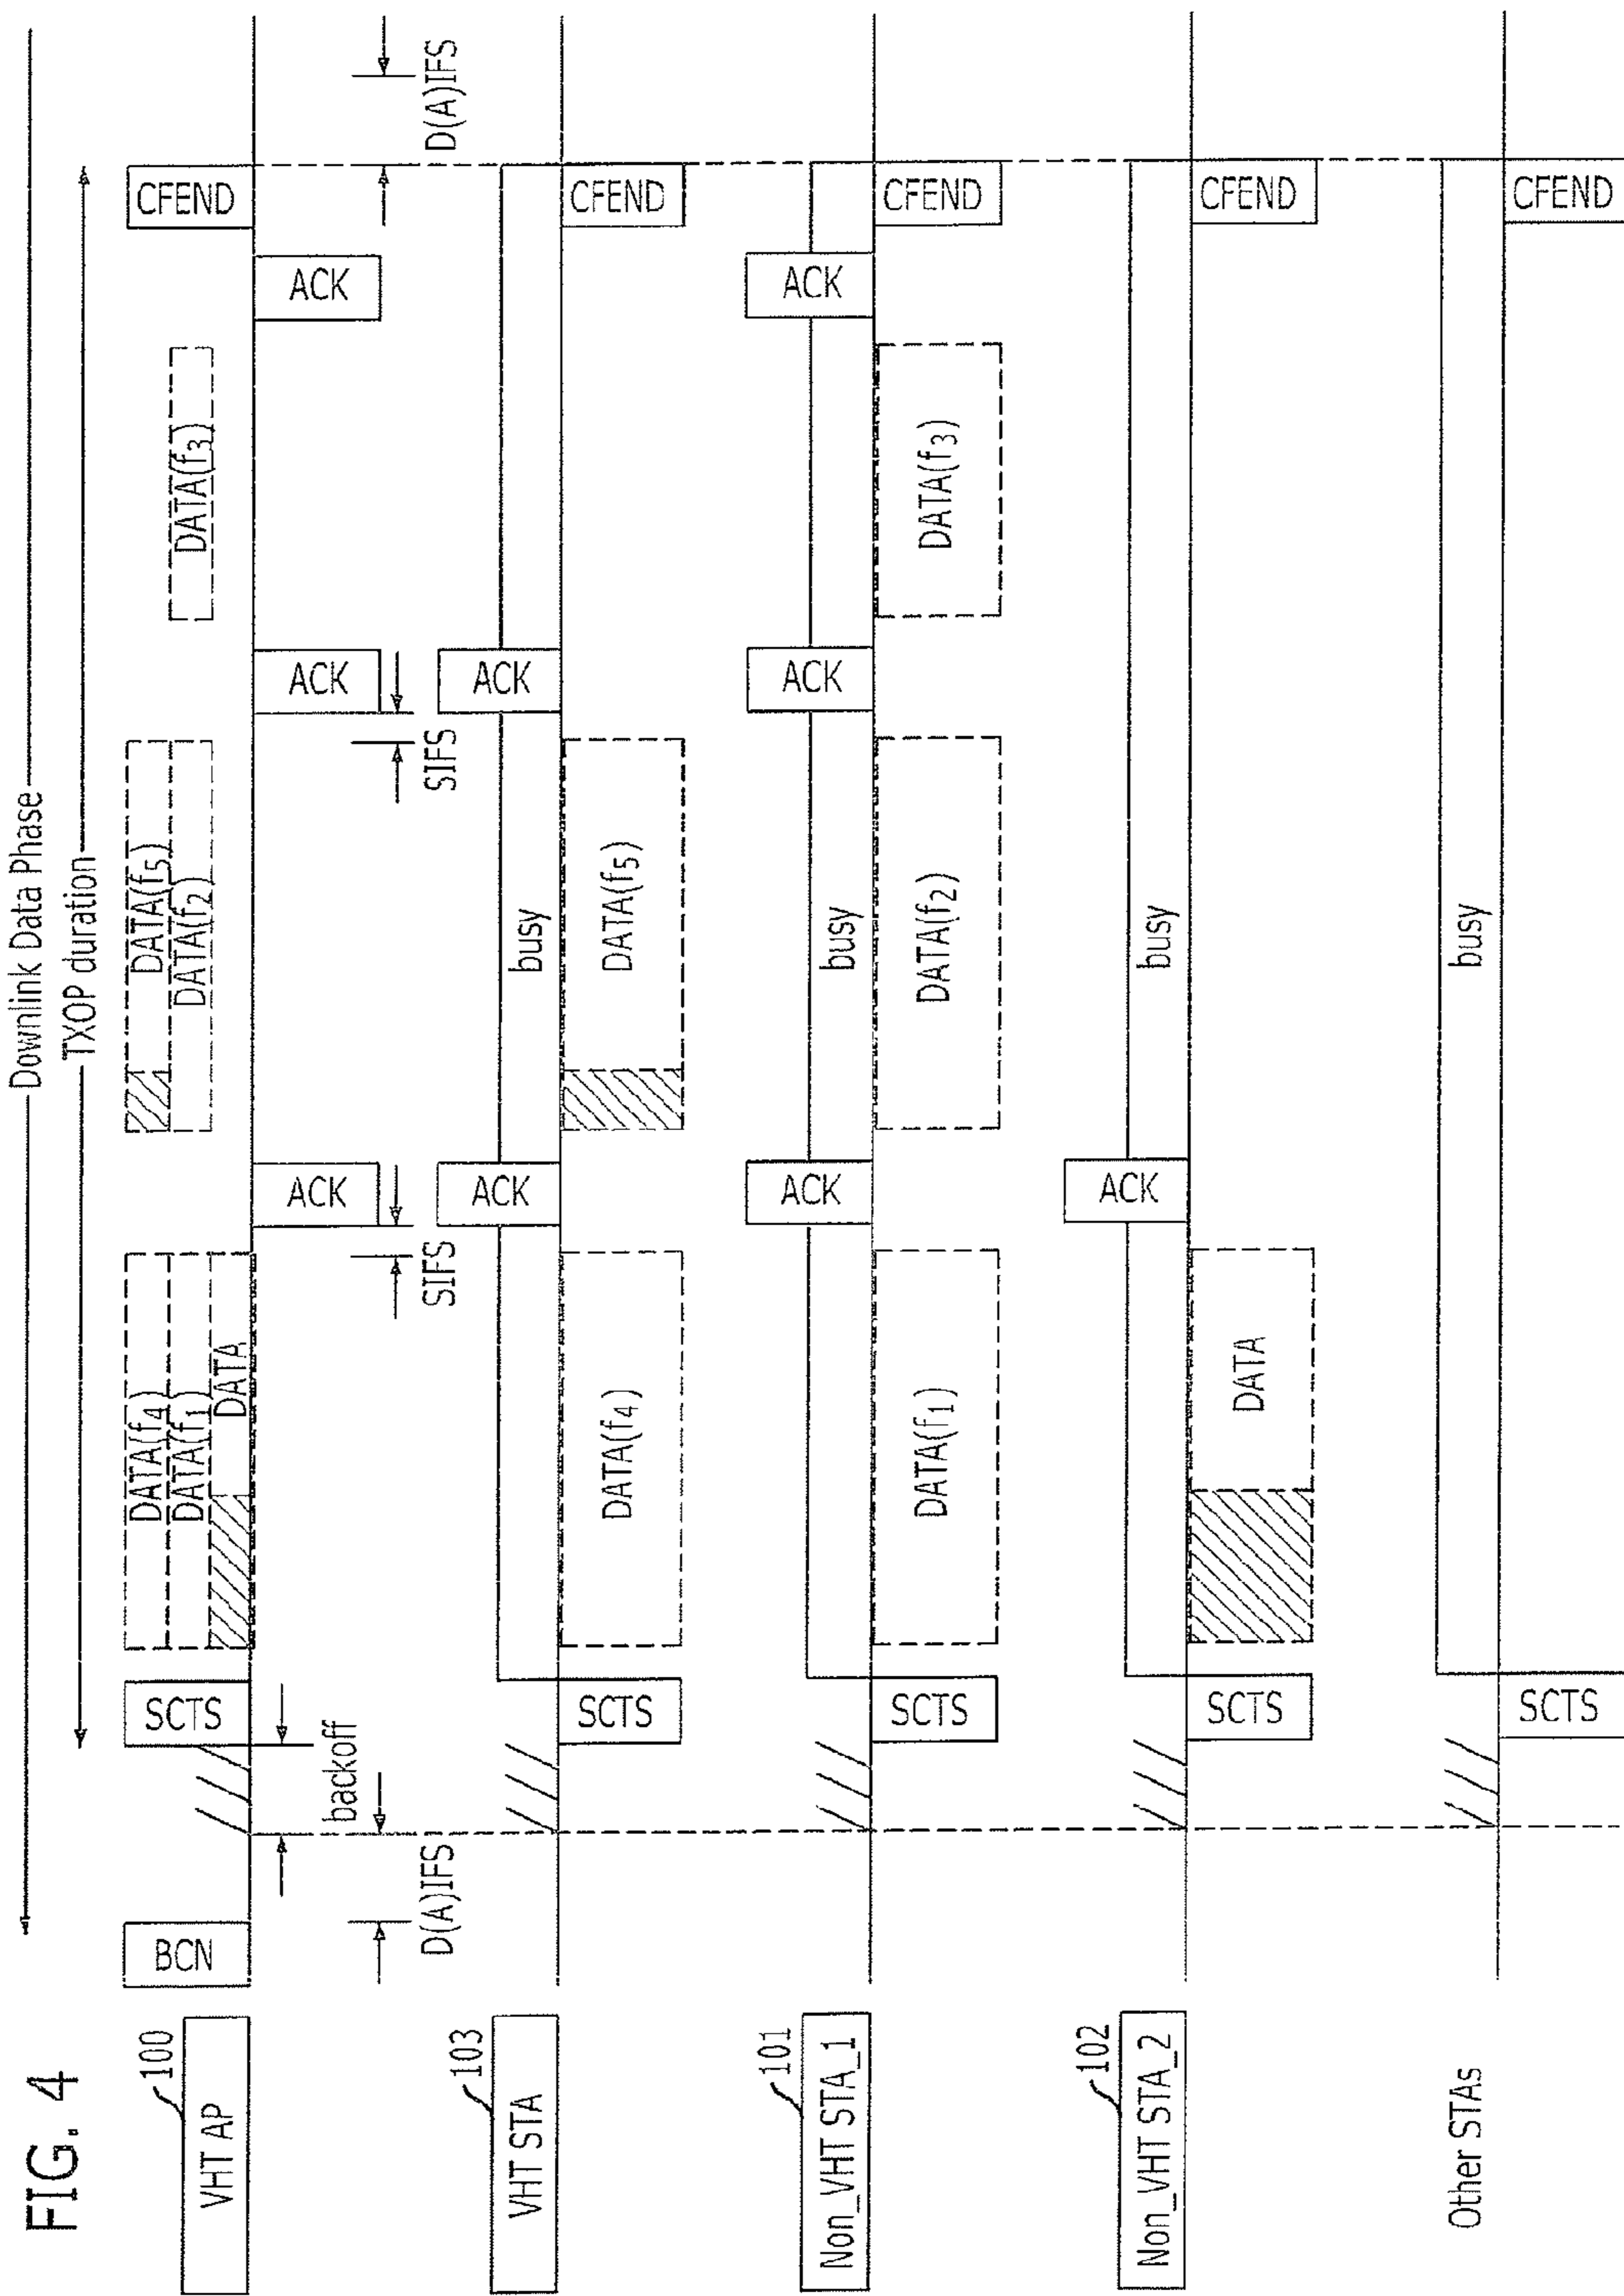 FIG. 4
Downlink Data Phase
TXOP duration
100
VHT AP
BCN
SCTS
DATA(f4)
DATA(f1)
DATA
DATA(f5)
DATA(f2)
DATA(f3)
CFEND
ACK
ACK
ACK
backoff
D(A)IFS
SIFS
SIFS
D(A)IFS
103
VHT STA
ACK
ACK
busy
SCTS
DATA(f4)
DATA(f5)
CFEND
101
Non_VHT STA_1
ACK
ACK
ACK
busy
SCTS
DATA(f1)
DATA(f2)
DATA(f3)
CFEND
102
Non_VHT STA_2
ACK
busy
SCTS
DATA
CFEND
Other STAs
busy
SCTS
CFEND